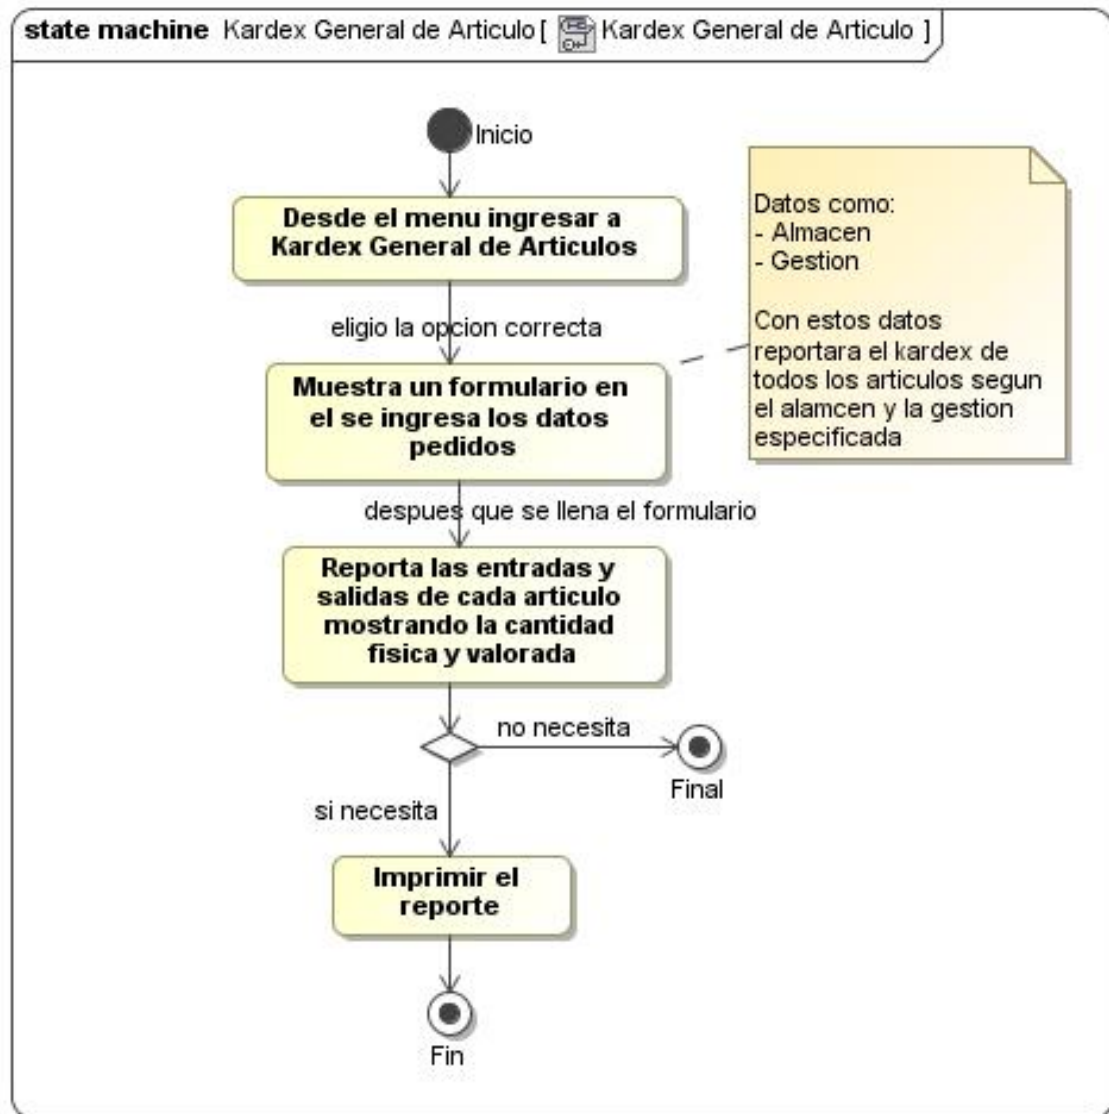 state machine Kardex General de Articulo [ Kardex General de Articulo ]
Inicio
Desde el menu ingresar a
Kardex General de Articulos
Datos como:
- Almacen
- Gestion
Con estos datos
reportara el kardex de
todos los articulos segun
el alamcen y la gestion
especificada
eligio la opcion correcta
Muestra un formulario en
el se ingresa los datos
pedidos
despues que se llena el formulario
Reporta las entradas y
salidas de cada articulo
mostrando la cantidad
fisica y valorada
no necesita
Final
si necesita
Imprimir el
reporte
Fin